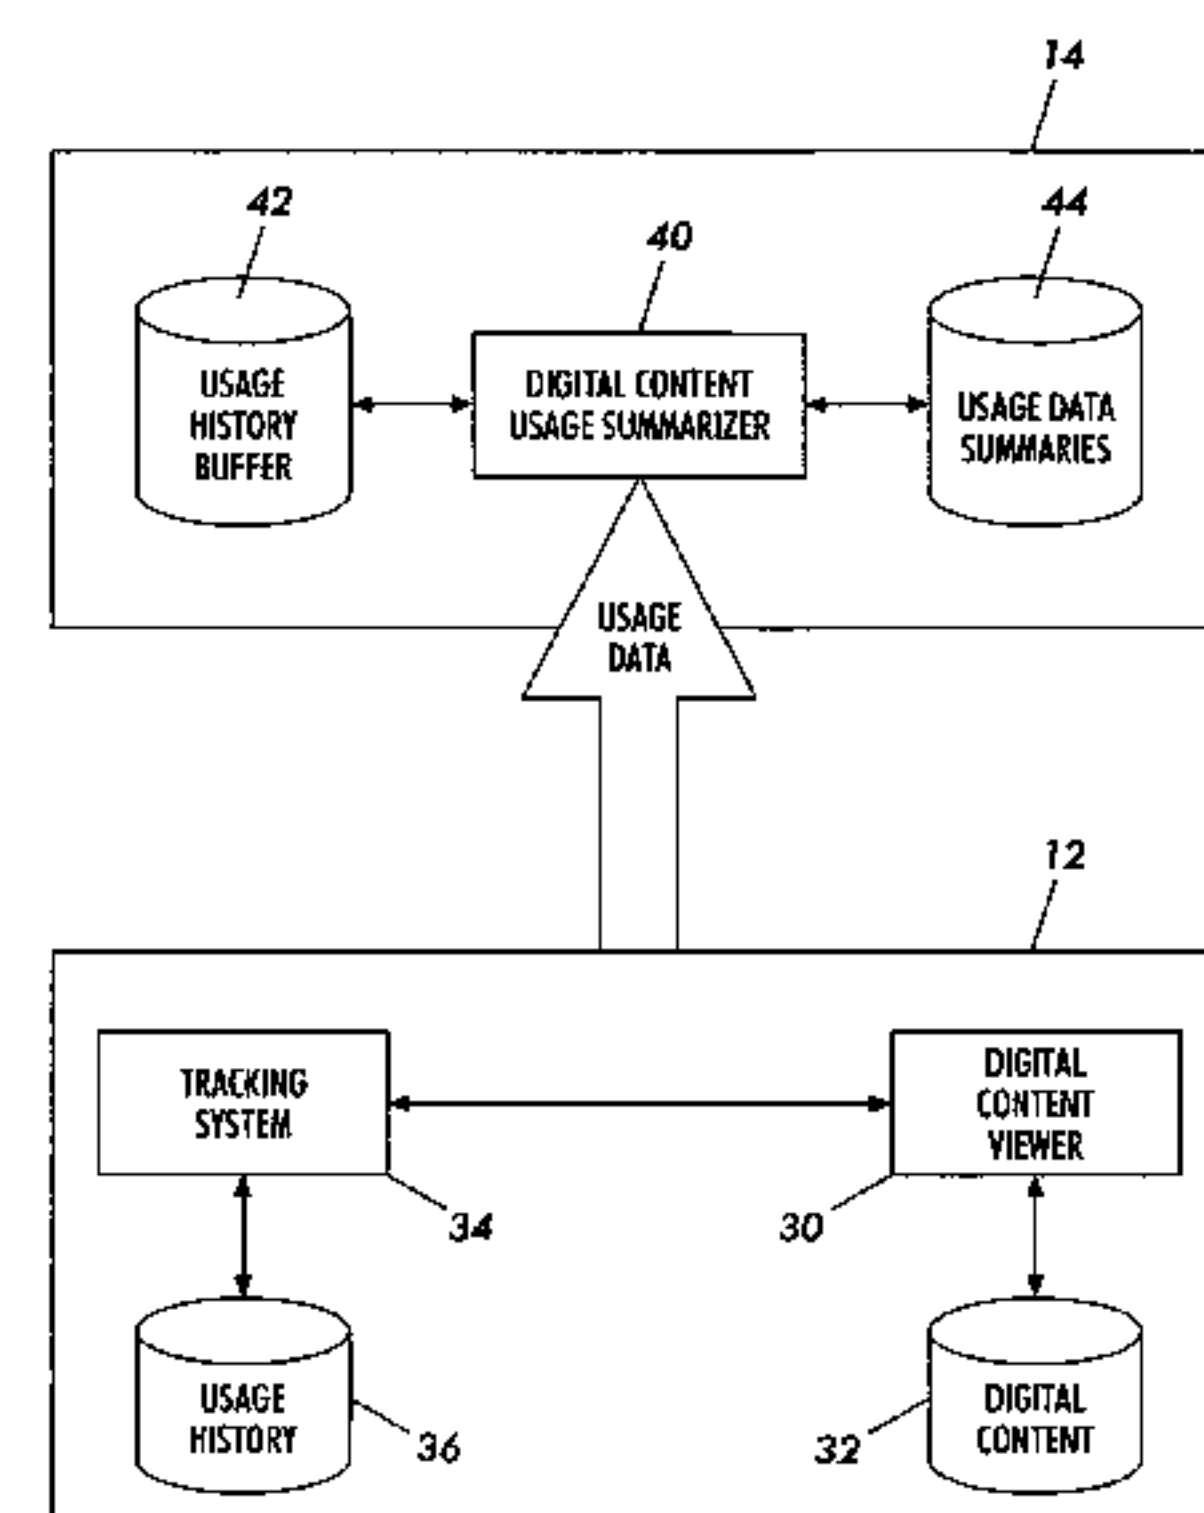 14
42
40
44
USAGE
HISTORY
BUFFER
DIGITAL CONTENT
USAGE SUMMARIZER
USAGE DATA
SUMMARIES
USAGE
DATA
12
TRACKING
SYSTEM
DIGITAL
CONTENT
VIEWER
34
30
USAGE
HISTORY
36
32
DIGITAL
CONTENT